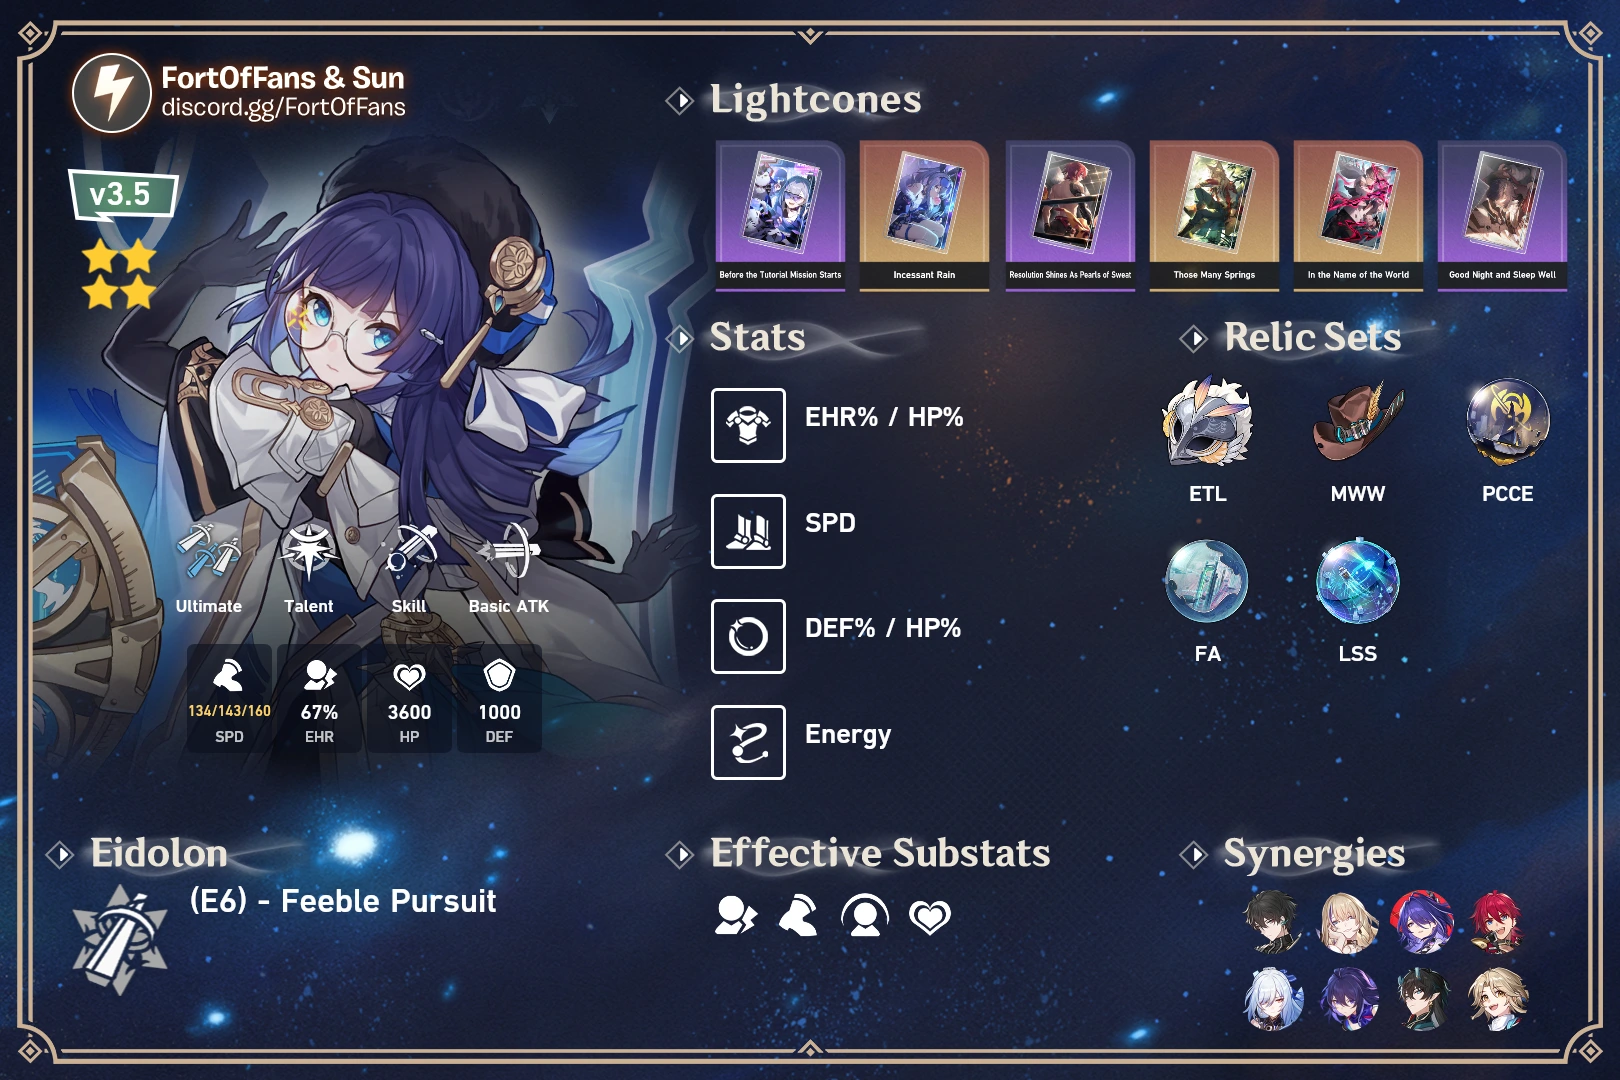 FortOfFans & Sun
discord.gg/FortOfFans
v3.5
Ultimate
Talent
Skill
Basic ATK
134/143/160
SPD
67%
EHR
3600
HP
1000
DEF
Eidolon
(E6) - Feeble Pursuit
Lightcones
Before the Tutorial Mission Starts
Incessant Rain
Resolution Shines As Pearls of Sweat
Those Many Springs
In the Name of the World
Good Night and Sleep Well
Stats
EHR% / HP%
SPD
DEF% / HP%
Energy
Relic Sets
ETL
MWW
PCCE
FA
LSS
Effective Substats
Synergies